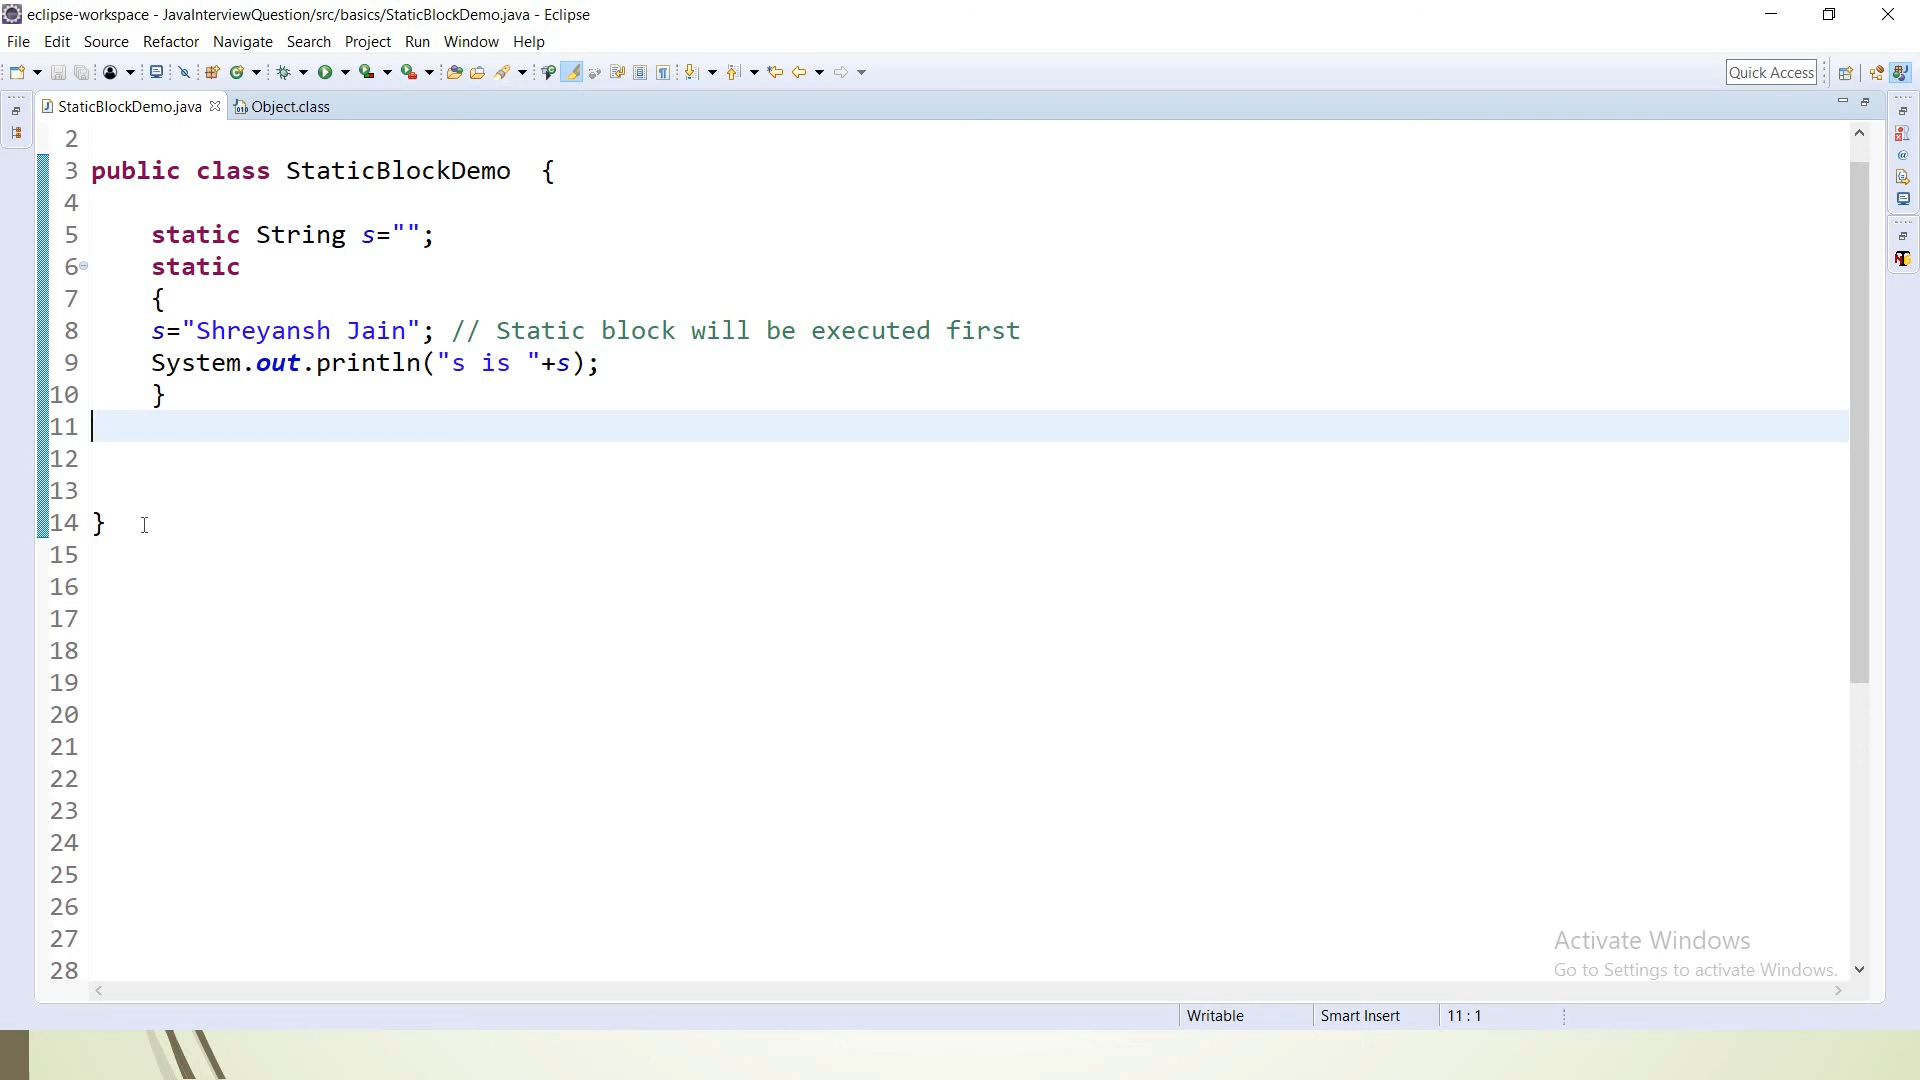 eclipse-workspace - JavaInterviewQuestion/src/basics/StaticBlockDemo.java - Eclipse
File Edit Source Refactor Navigate Search Project Run Window Help
Quick Access
StaticBlockDemo.java Object.class
2
3 public class StaticBlockDemo {
4
5 static String s="";
6 static
7 {
8 s="Shreyansh Jain"; // Static block will be executed first
9 System.out.println("s is "+s);
10 }
11
12
13
14 }
15
16
17
18
19
20
21
22
23
24
25
26
27
28
Activate Windows
Go to Settings to activate Windows.
Writable Smart Insert 11 : 1